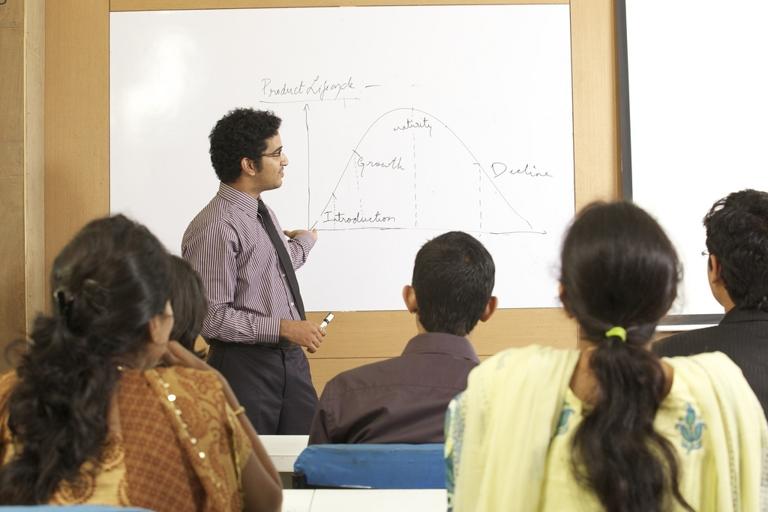 Product Lifecycle —
maturity
Growth
Decline
Introduction